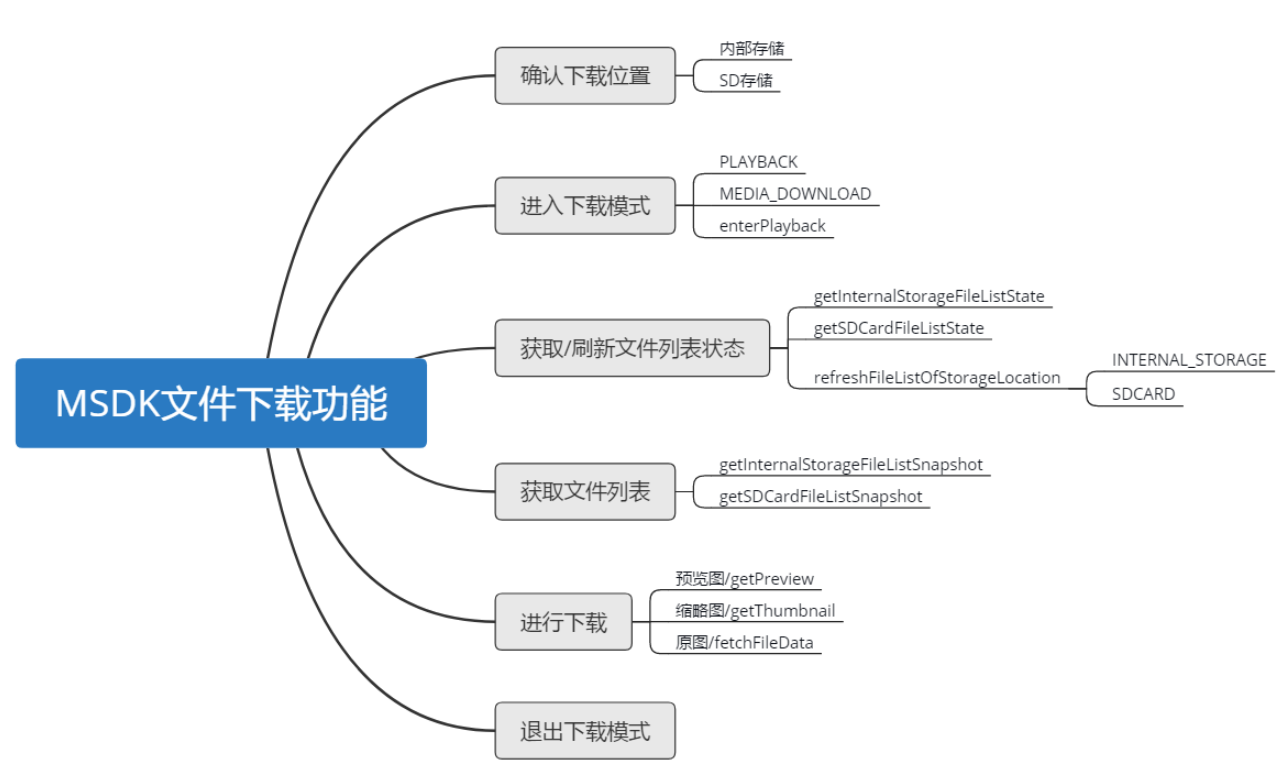 MSDK文件下载功能
确认下载位置
内部存储
SD存储
进入下载模式
PLAYBACK
MEDIA_DOWNLOAD
enterPlayback
获取/刷新文件列表状态
getInternalStorageFileListState
getSDCardFileListState
refreshFileListOfStorageLocation
INTERNAL_STORAGE
SDCARD
获取文件列表
getInternalStorageFileListSnapshot
getSDCardFileListSnapshot
进行下载
预览图/getPreview
缩略图/getThumbnail
原图/fetchFileData
退出下载模式